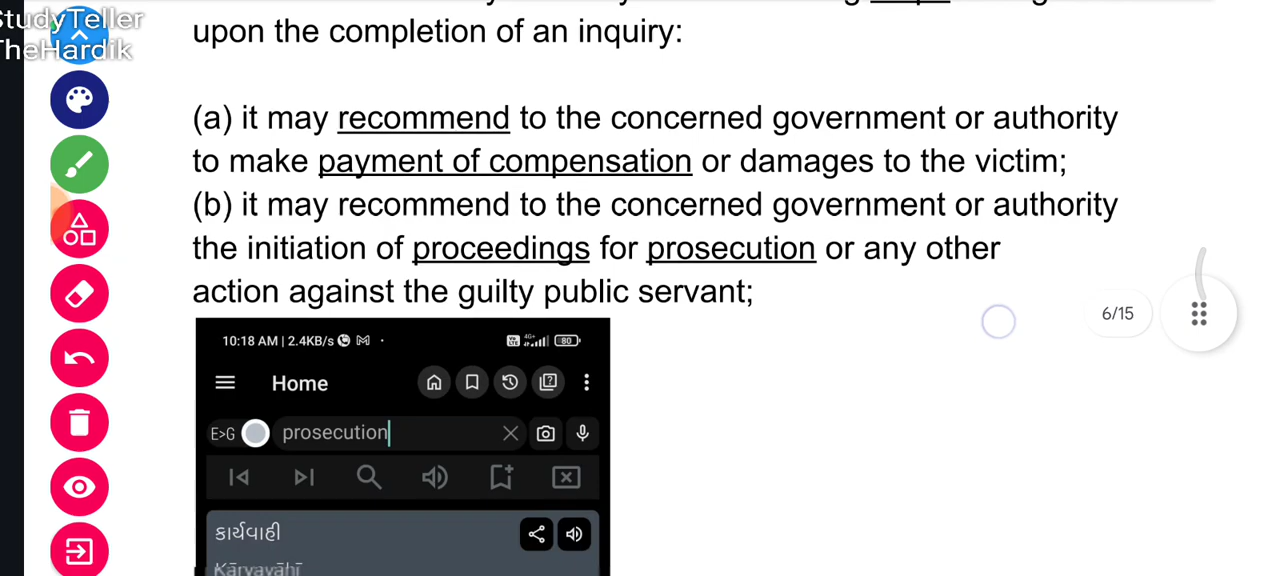 StudyTeller
TheHardik
upon the completion of an inquiry:
(a) it may recommend to the concerned government or authority
to make payment of compensation or damages to the victim;
(b) it may recommend to the concerned government or authority
the initiation of proceedings for prosecution or any other
action against the guilty public servant;
6/15
10:18 AM | 2.4KB/s
4G+
80
Home
E>G
prosecution
કાર્યવાહી
Kāryavāhī